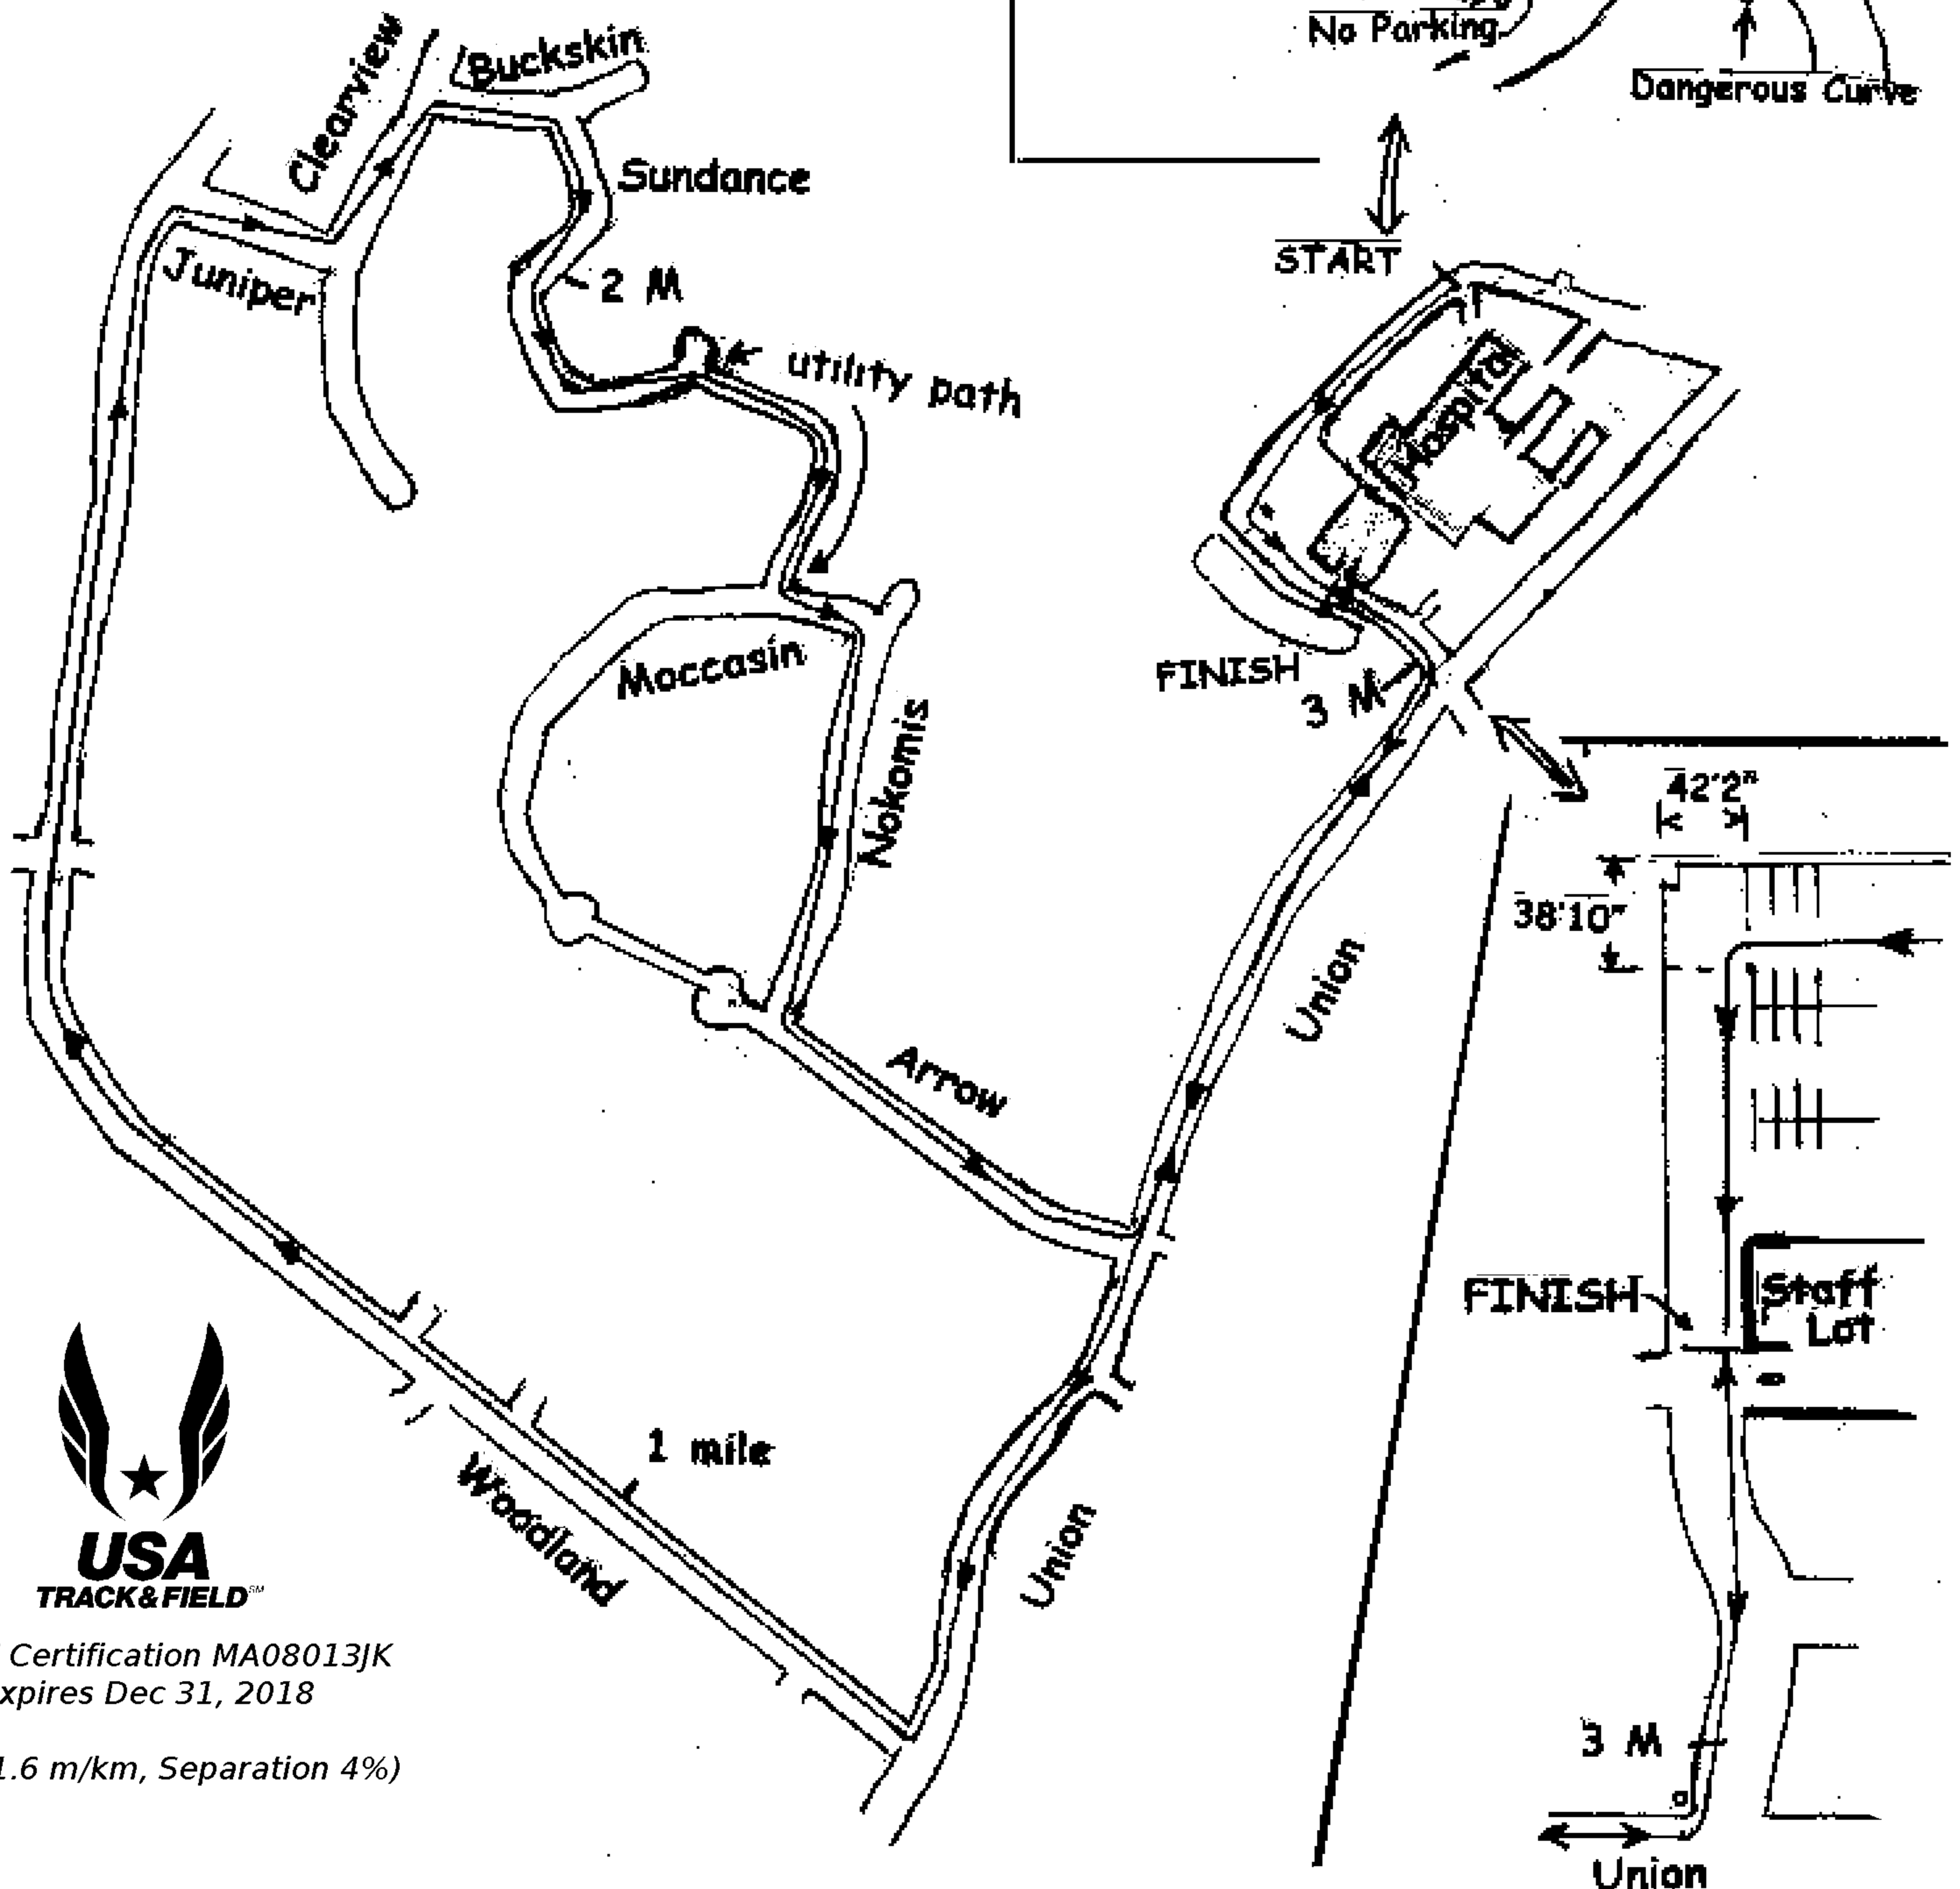 No Parking
Dangerous Curve
Clearview
Buckskin
Sundance
START
Juniper
2 M
utility path
Hospital
Moccasin
FINISH
3 M
Nokomis
42'2"
38'10"
Union
Arrow
FINISH
Staff
Lot
1 mile
Woodland
Union
USA
TRACK & FIELD SM
Certification MA08013JK
xpires Dec 31, 2018
1.6 m/km, Separation 4%)
3 M
Union